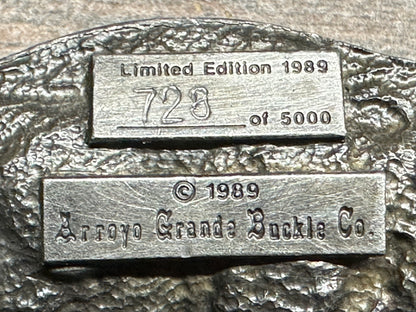 Limited Edition 1989
728 of 5000
© 1989
Arroyo Grande Buckle Co.